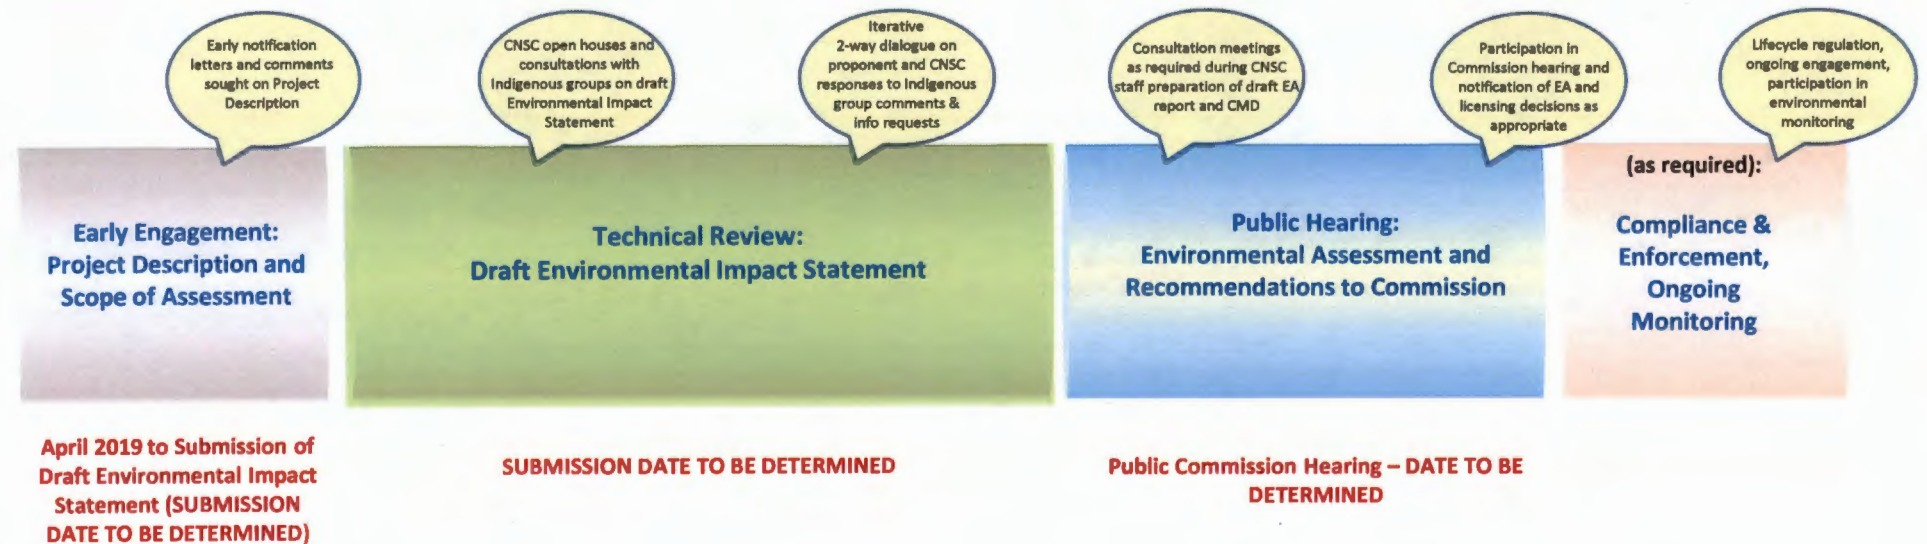 Early notification
letters and comments
sought on Project
Description
CNSC open houses and
consultations with
Indigenous groups on draft
Environmental Impact
Statement
Iterative
2-way dialogue on
proponent and CNSC
responses to Indigenous
group comments &
info requests
Consultation meetings
as required during CNSC
staff preparation of draft EA
report and CMD
Participation in
Commission hearing and
notification of EA and
licensing decisions as
appropriate
Lifecycle regulation,
ongoing engagement,
participation in
environmental
monitoring
Early Engagement:
Project Description and
Scope of Assessment
Technical Review:
Draft Environmental Impact Statement
Public Hearing:
Environmental Assessment and
Recommendations to Commission
(as required):
Compliance &
Enforcement,
Ongoing
Monitoring
April 2019 to Submission of
Draft Environmental Impact
Statement (SUBMISSION
DATE TO BE DETERMINED)
SUBMISSION DATE TO BE DETERMINED
Public Commission Hearing – DATE TO BE
DETERMINED